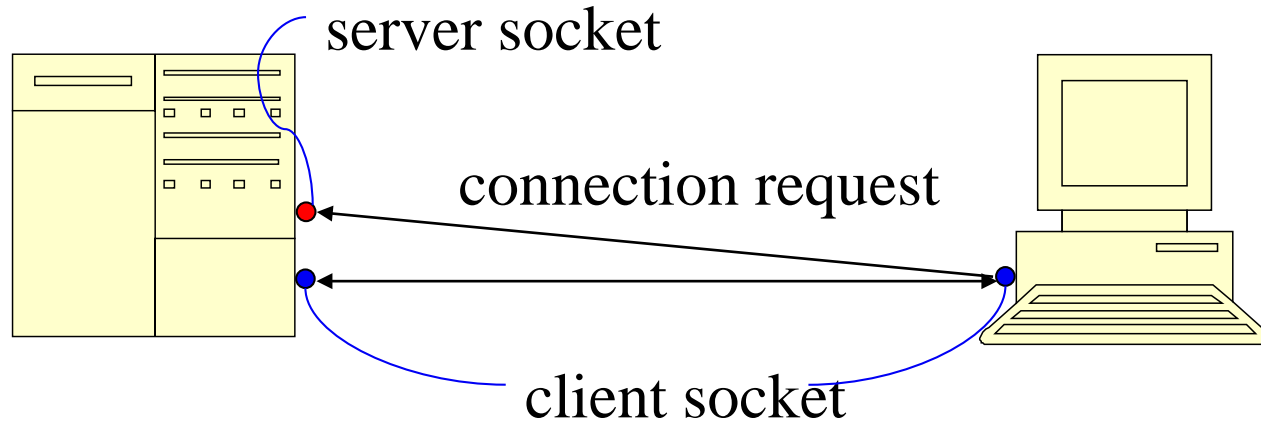 server socket
connection request
client socket